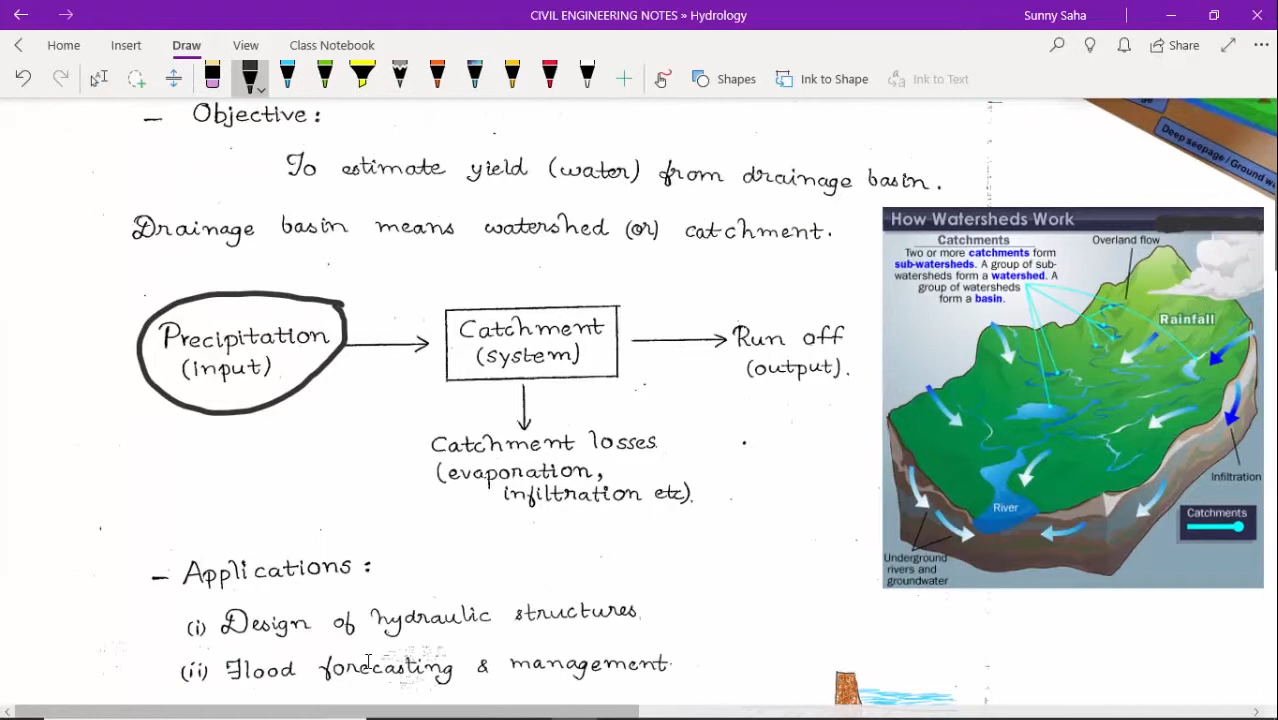 CIVIL ENGINEERING NOTES » Hydrology
Sunny Saha
Home
Insert
Draw
View
Class Notebook
Share
Shapes
Ink to Shape
Ink to Text
– Objective :
To estimate yield (water) from drainage basin.
Drainage basin means watershed (or) catchment.
Precipitation
(input)
Catchment
(system)
Run off
(output).
Catchment losses
(evaporation,
infiltration etc).
– Applications :
(i) Design of hydraulic structures.
(ii) Flood forecasting & management
Deep seepage / Ground w
How Watersheds Work
Catchments
Two or more catchments form
sub-watersheds. A group of sub-
watersheds form a watershed. A
group of watersheds
form a basin.
Overland flow
Rainfall
Infiltration
River
Catchments
Underground
rivers and
groundwater